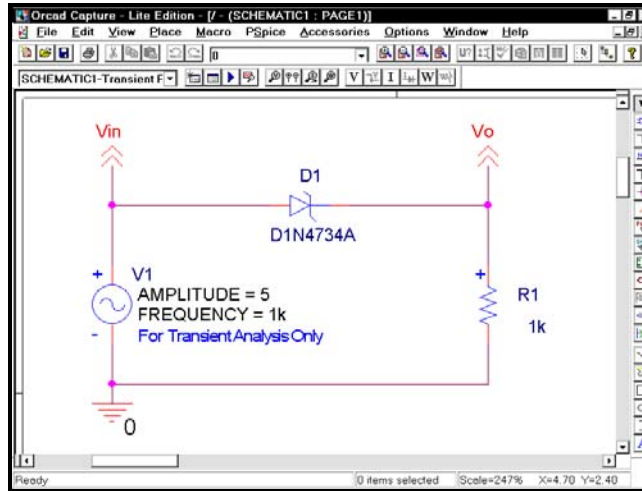 Orcad Capture - Lite Edition - [/ - (SCHEMATIC1 : PAGE1)]
File Edit View Place Macro PSpice Accessories Options Window Help
0
U?
?
SCHEMATIC1-Transient F
V I W
Vin
Vo
D1
D1N4734A
+
V1
AMPLITUDE = 5
FREQUENCY = 1k
For Transient Analysis Only
-
+
R1
1k
0
Ready
0 items selected
Scale=247%
X=4.70 Y=2.40